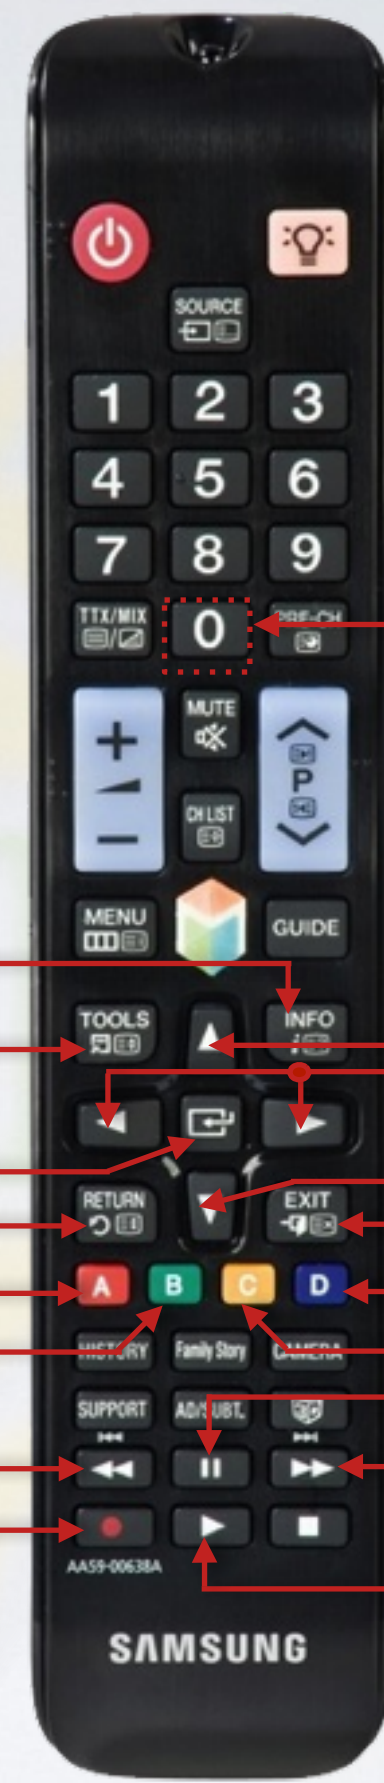 SOURCE
1 2 3
4 5 6
7 8 9
TTX/MIX 0 PRE-CH
MUTE
P
CH LIST
MENU GUIDE
TOOLS INFO
RETURN EXIT
A B C D
HISTORY Family Story CAMERA
SUPPORT AD/SUBT.
AA59-00638A
SAMSUNG